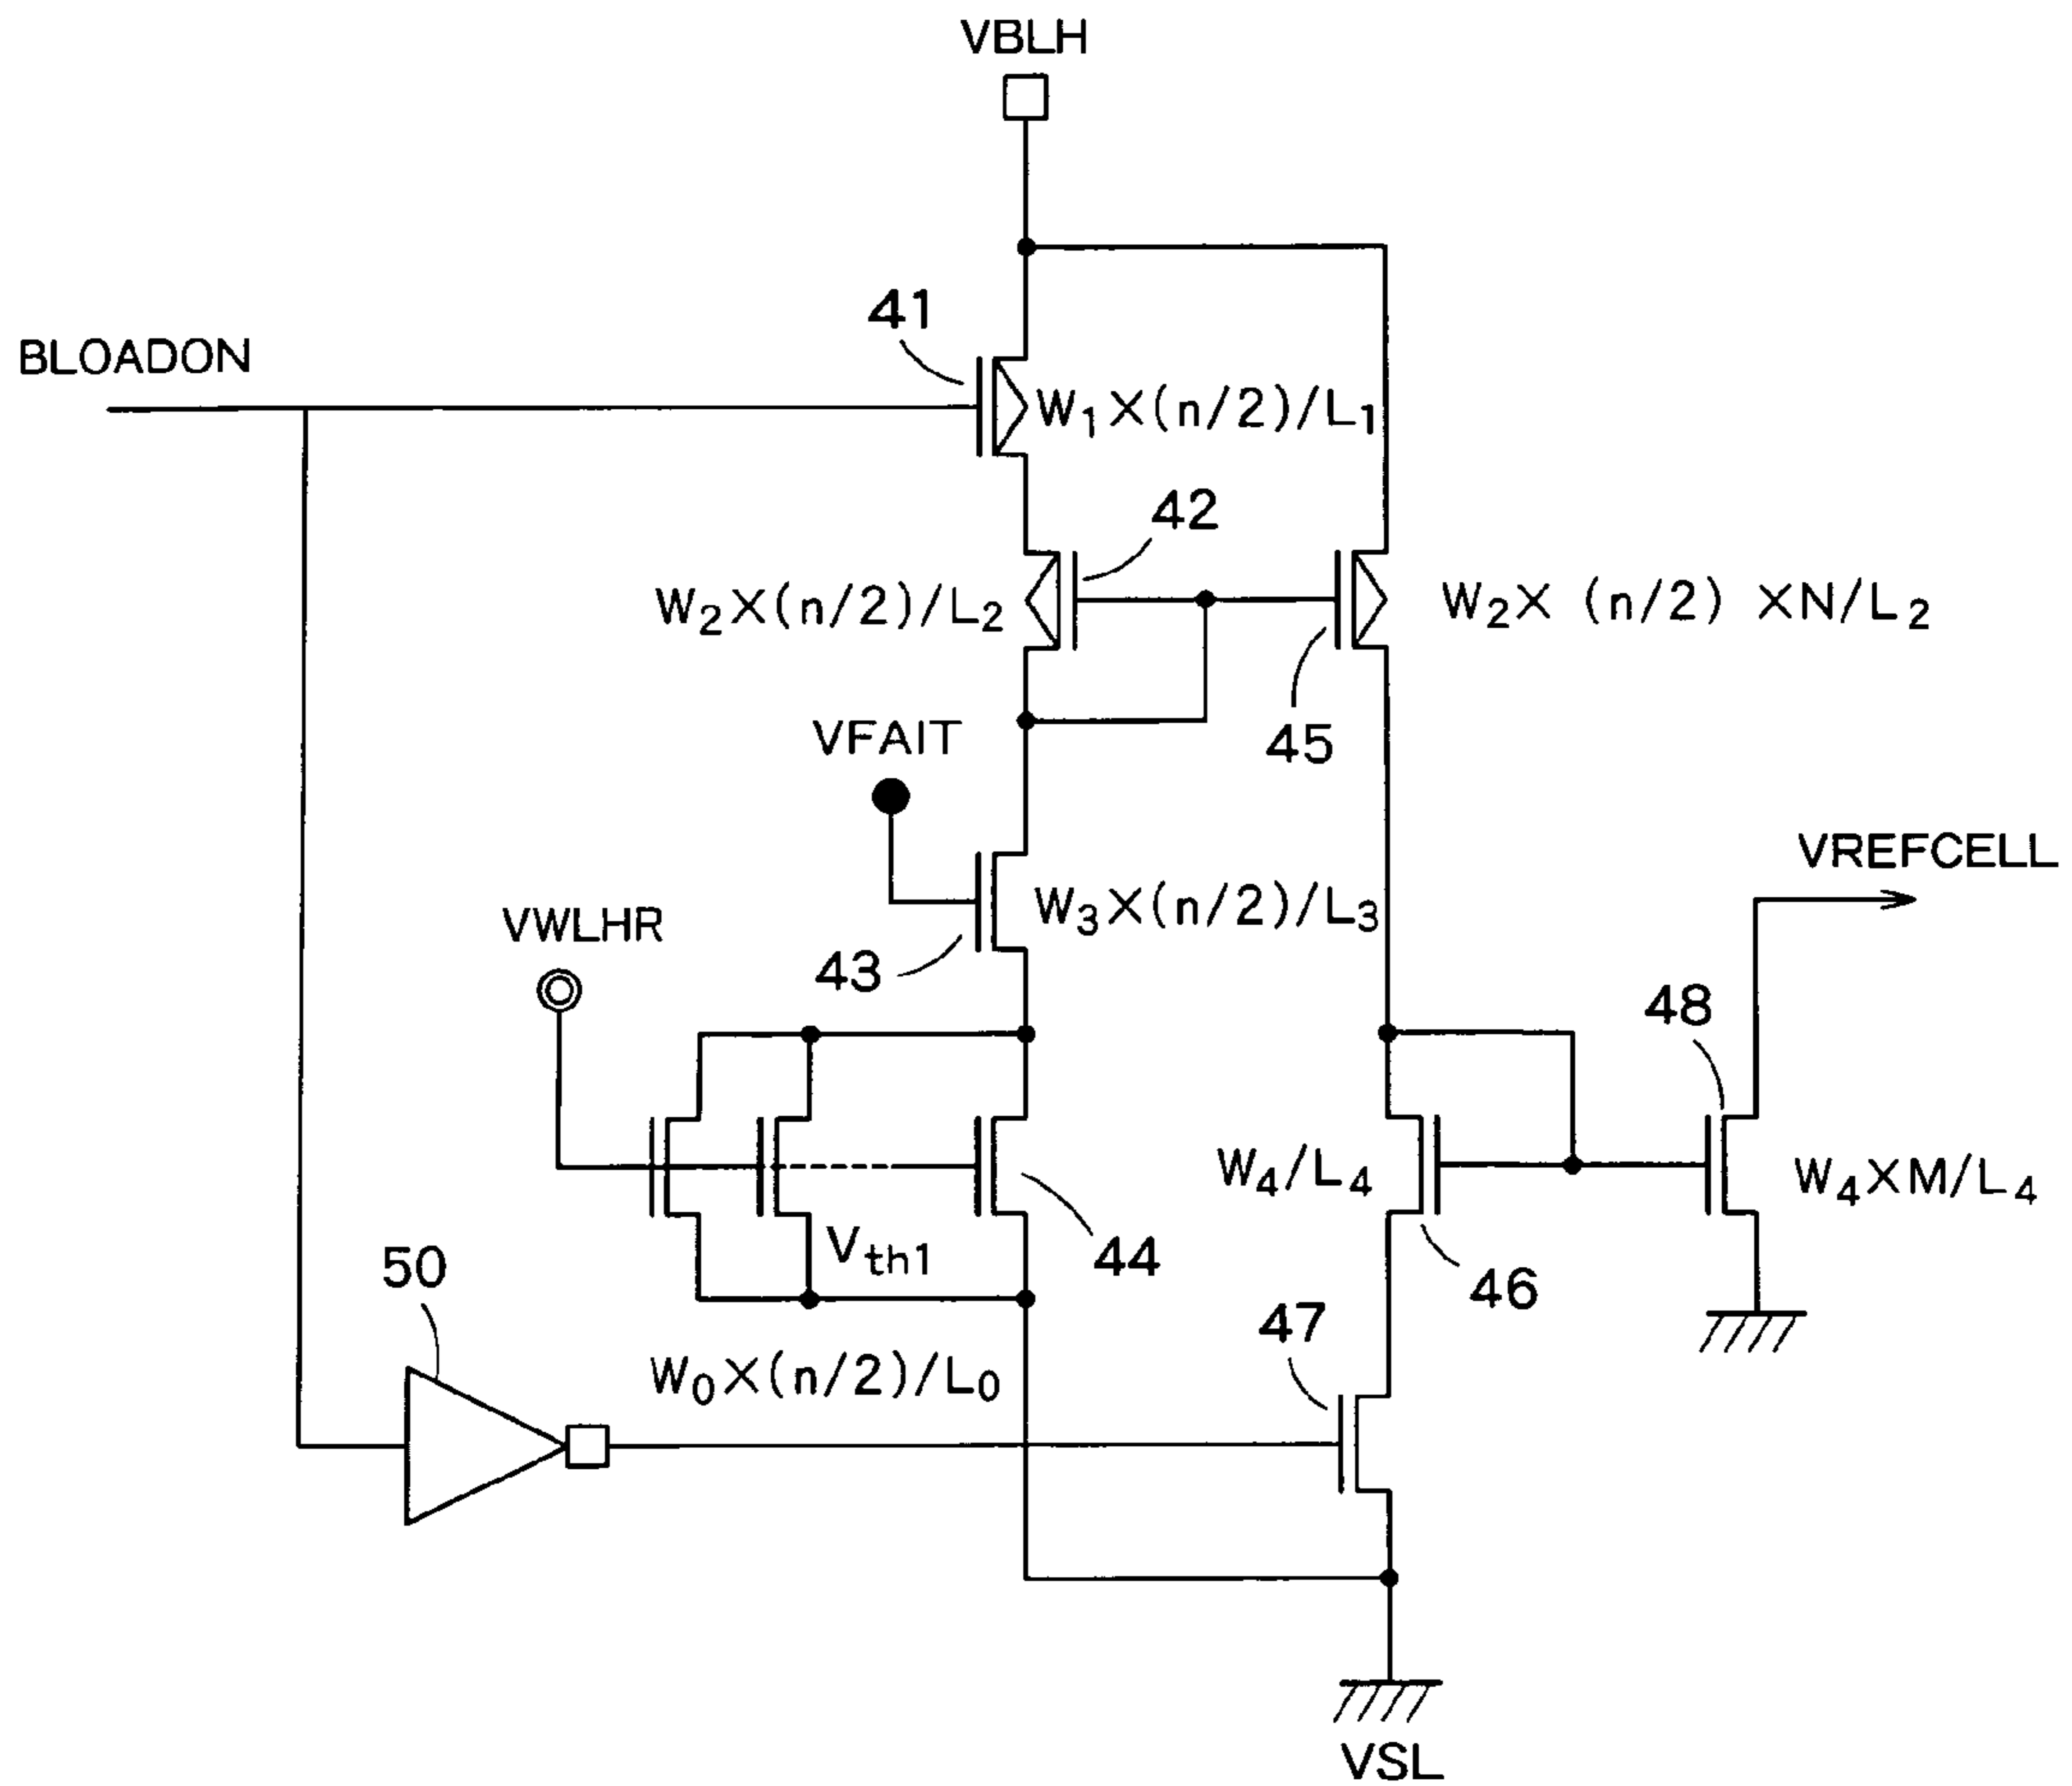 VBLH
41
BLOADON
W1X(n/2)/L1
42
W2X(n/2)/L2
W2X (n/2) XN/L2
VFAIT
45
VREFCELL
W3X(n/2)/L3
VWLHR
43
48
W4/L4
W4XM/L4
Vth1
44
50
46
47
W0X(n/2)/L0
VSL